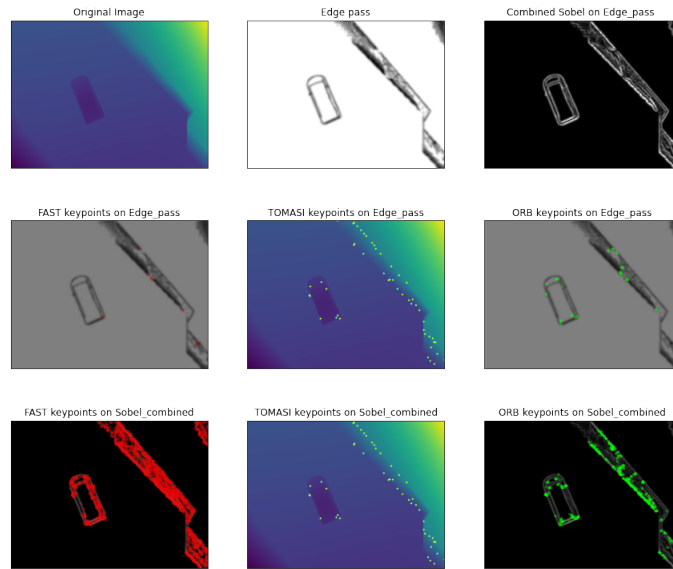 Original Image
Edge pass
Combined Sobel on Edge_pass
FAST keypoints on Edge_pass
TOMASI keypoints on Edge_pass
ORB keypoints on Edge_pass
FAST keypoints on Sobel_combined
TOMASI keypoints on Sobel_combined
ORB keypoints on Sobel_combined